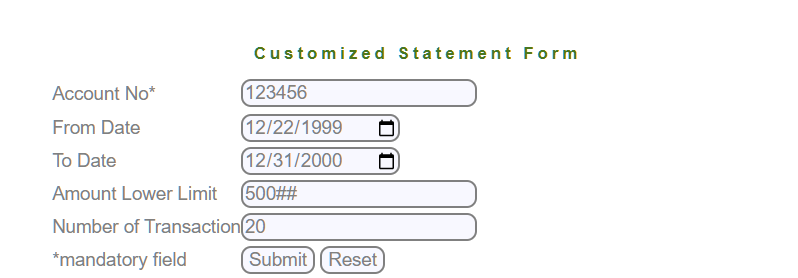 Customized Statement Form
Account No* 123456
From Date 12/22/1999
To Date 12/31/2000
Amount Lower Limit 500##
Number of Transaction 20
*mandatory field Submit Reset